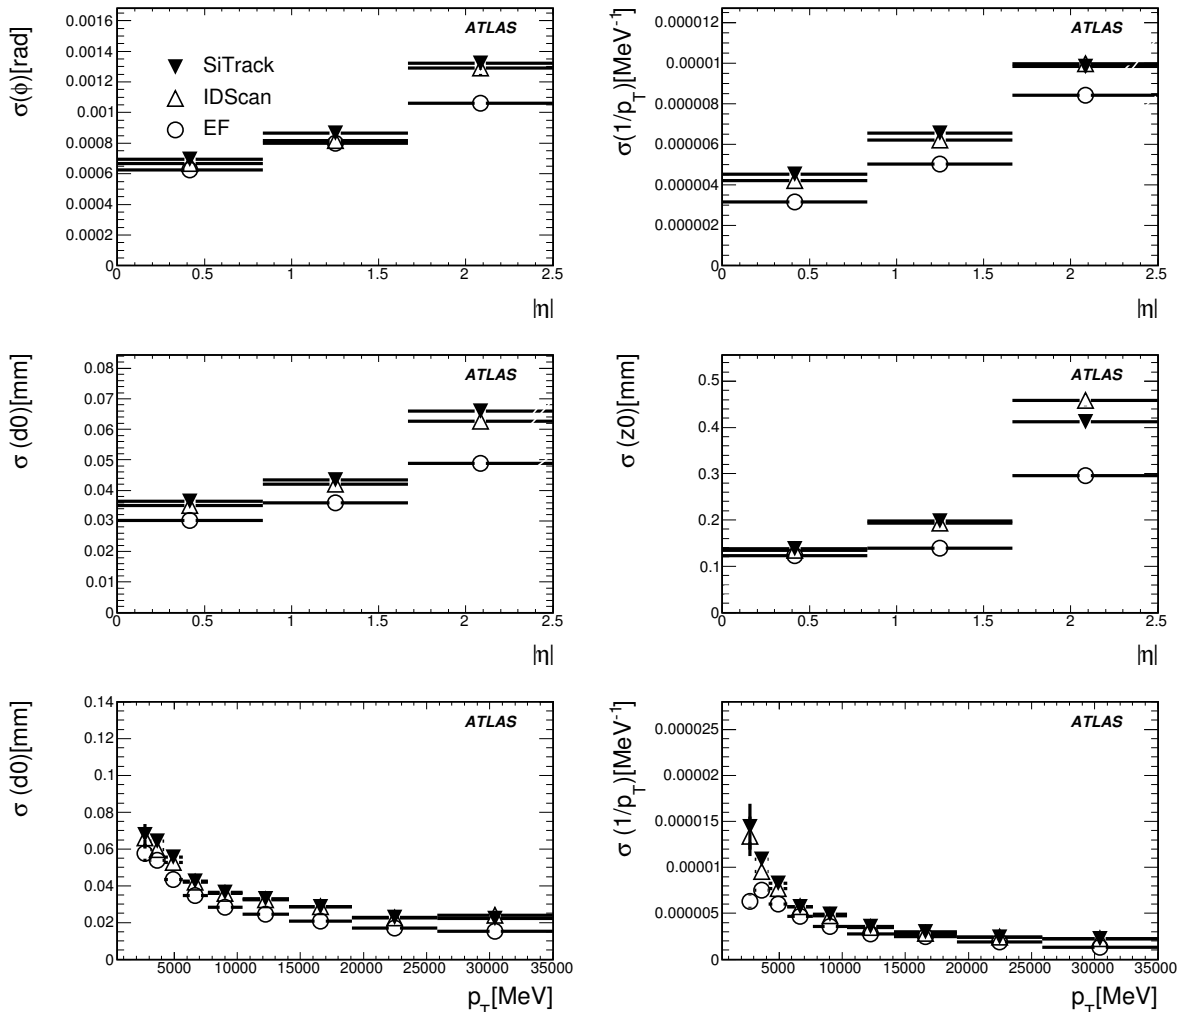 σ(ϕ)[rad]
0.0016
0.0014
0.0012
0.001
0.0008
0.0006
0.0004
0.0002
0
ATLAS
SiTrack
IDScan
EF
0 0.5 1 1.5 2 2.5
|η|
σ(1/p_T)[MeV⁻¹]
0.000012
0.00001
0.000008
0.000006
0.000004
0.000002
0
ATLAS
0 0.5 1 1.5 2 2.5
|η|
σ (d0)[mm]
0.08
0.07
0.06
0.05
0.04
0.03
0.02
0.01
0
ATLAS
0 0.5 1 1.5 2 2.5
|η|
σ (z0)[mm]
0.5
0.4
0.3
0.2
0.1
0
ATLAS
0 0.5 1 1.5 2 2.5
|η|
σ (d0)[mm]
0.14
0.12
0.1
0.08
0.06
0.04
0.02
0
ATLAS
5000 10000 15000 20000 25000 30000 35000
p_T[MeV]
σ (1/p_T)[MeV⁻¹]
0.000025
0.00002
0.000015
0.00001
0.000005
0
ATLAS
5000 10000 15000 20000 25000 30000 35000
p_T[MeV]